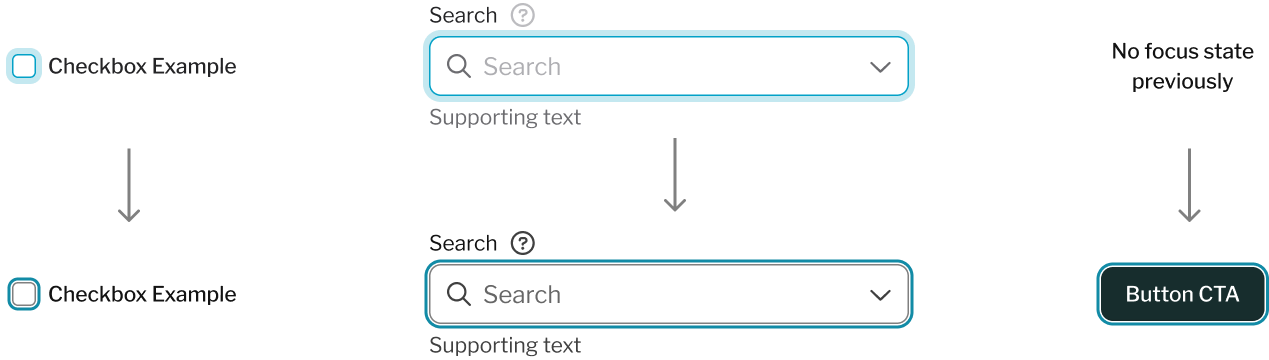 Search ?
Checkbox Example
Search
Supporting text
No focus state
previously
Search ?
Checkbox Example
Search
Supporting text
Button CTA